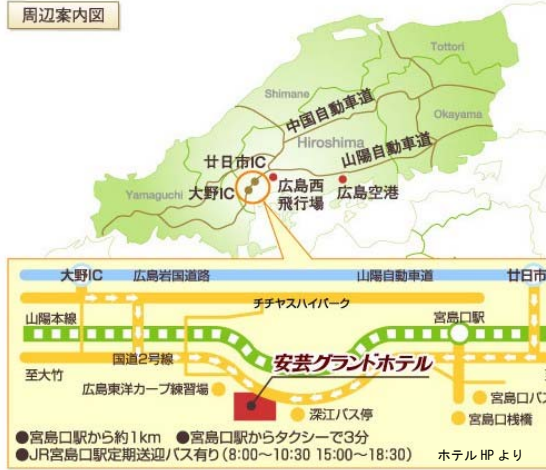 周辺案内図
Tottori
Shimane
中国自動車道
Okayama
Hiroshima
山陽自動車道
廿日市IC
Yamaguchi
大野IC
広島西
飛行場
広島空港
大野IC
広島岩国道路
山陽自動車道
廿日市
チチヤスハイパーク
山陽本線
宮島口駅
国道2号線
安芸グランドホテル
至大竹
広島東洋カープ練習場
宮島口バ
深江バス停
宮島口桟橋
●宮島口駅から約1km ●宮島口駅からタクシーで3分
●JR宮島口駅定期送迎バス有り(8:00～10:30 15:00～18:30)
ホテルHPより